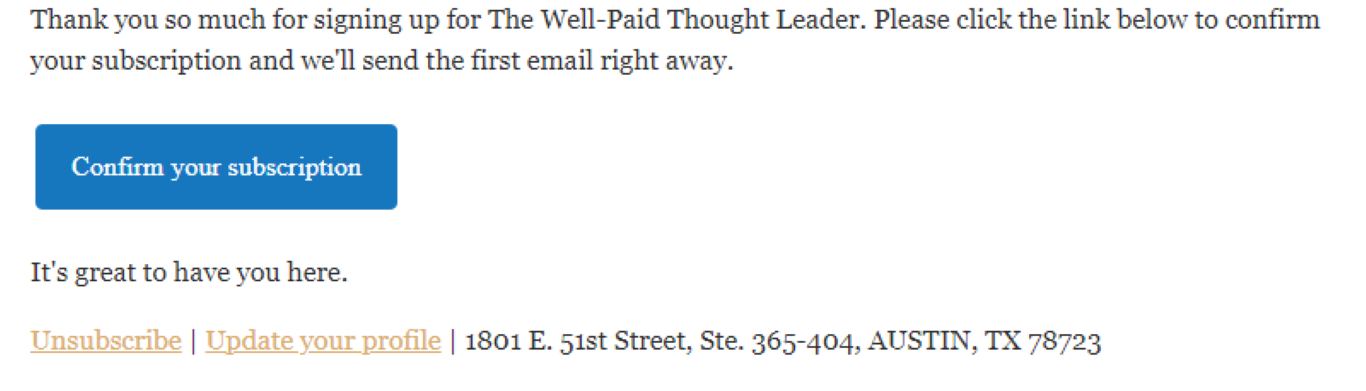 Thank you so much for signing up for The Well-Paid Thought Leader. Please click the link below to confirm
your subscription and we'll send the first email right away.
Confirm your subscription
It's great to have you here.
Unsubscribe | Update your profile | 1801 E. 51st Street, Ste. 365-404, AUSTIN, TX 78723